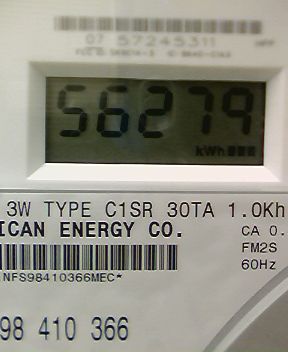 07 57245311
56279
kWh
3W TYPE C1SR 30TA 1.0Kh
ICAN ENERGY CO.
CA 0.
FM2S
60Hz
NFS98410366MEC*
98 410 366